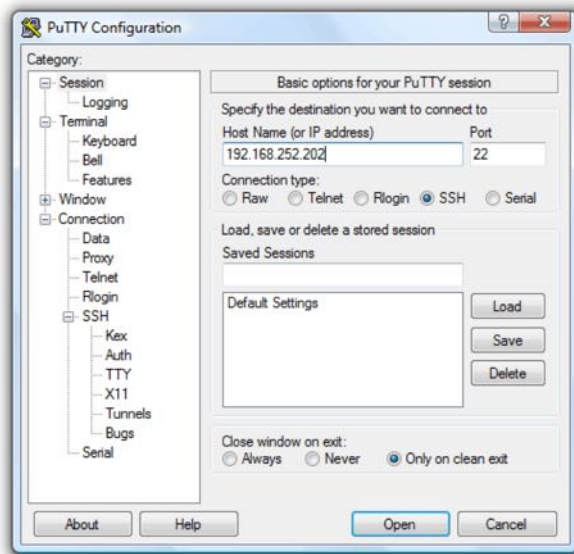 PuTTY Configuration
Category:
Session
Logging
Terminal
Keyboard
Bell
Features
Window
Connection
Data
Proxy
Telnet
Rlogin
SSH
Kex
Auth
TTY
X11
Tunnels
Bugs
Serial
Basic options for your PuTTY session
Specify the destination you want to connect to
Host Name (or IP address) Port
192.168.252.202 22
Connection type:
Raw Telnet Rlogin SSH Serial
Load, save or delete a stored session
Saved Sessions
Default Settings
Load
Save
Delete
Close window on exit:
Always Never Only on clean exit
About Help Open Cancel